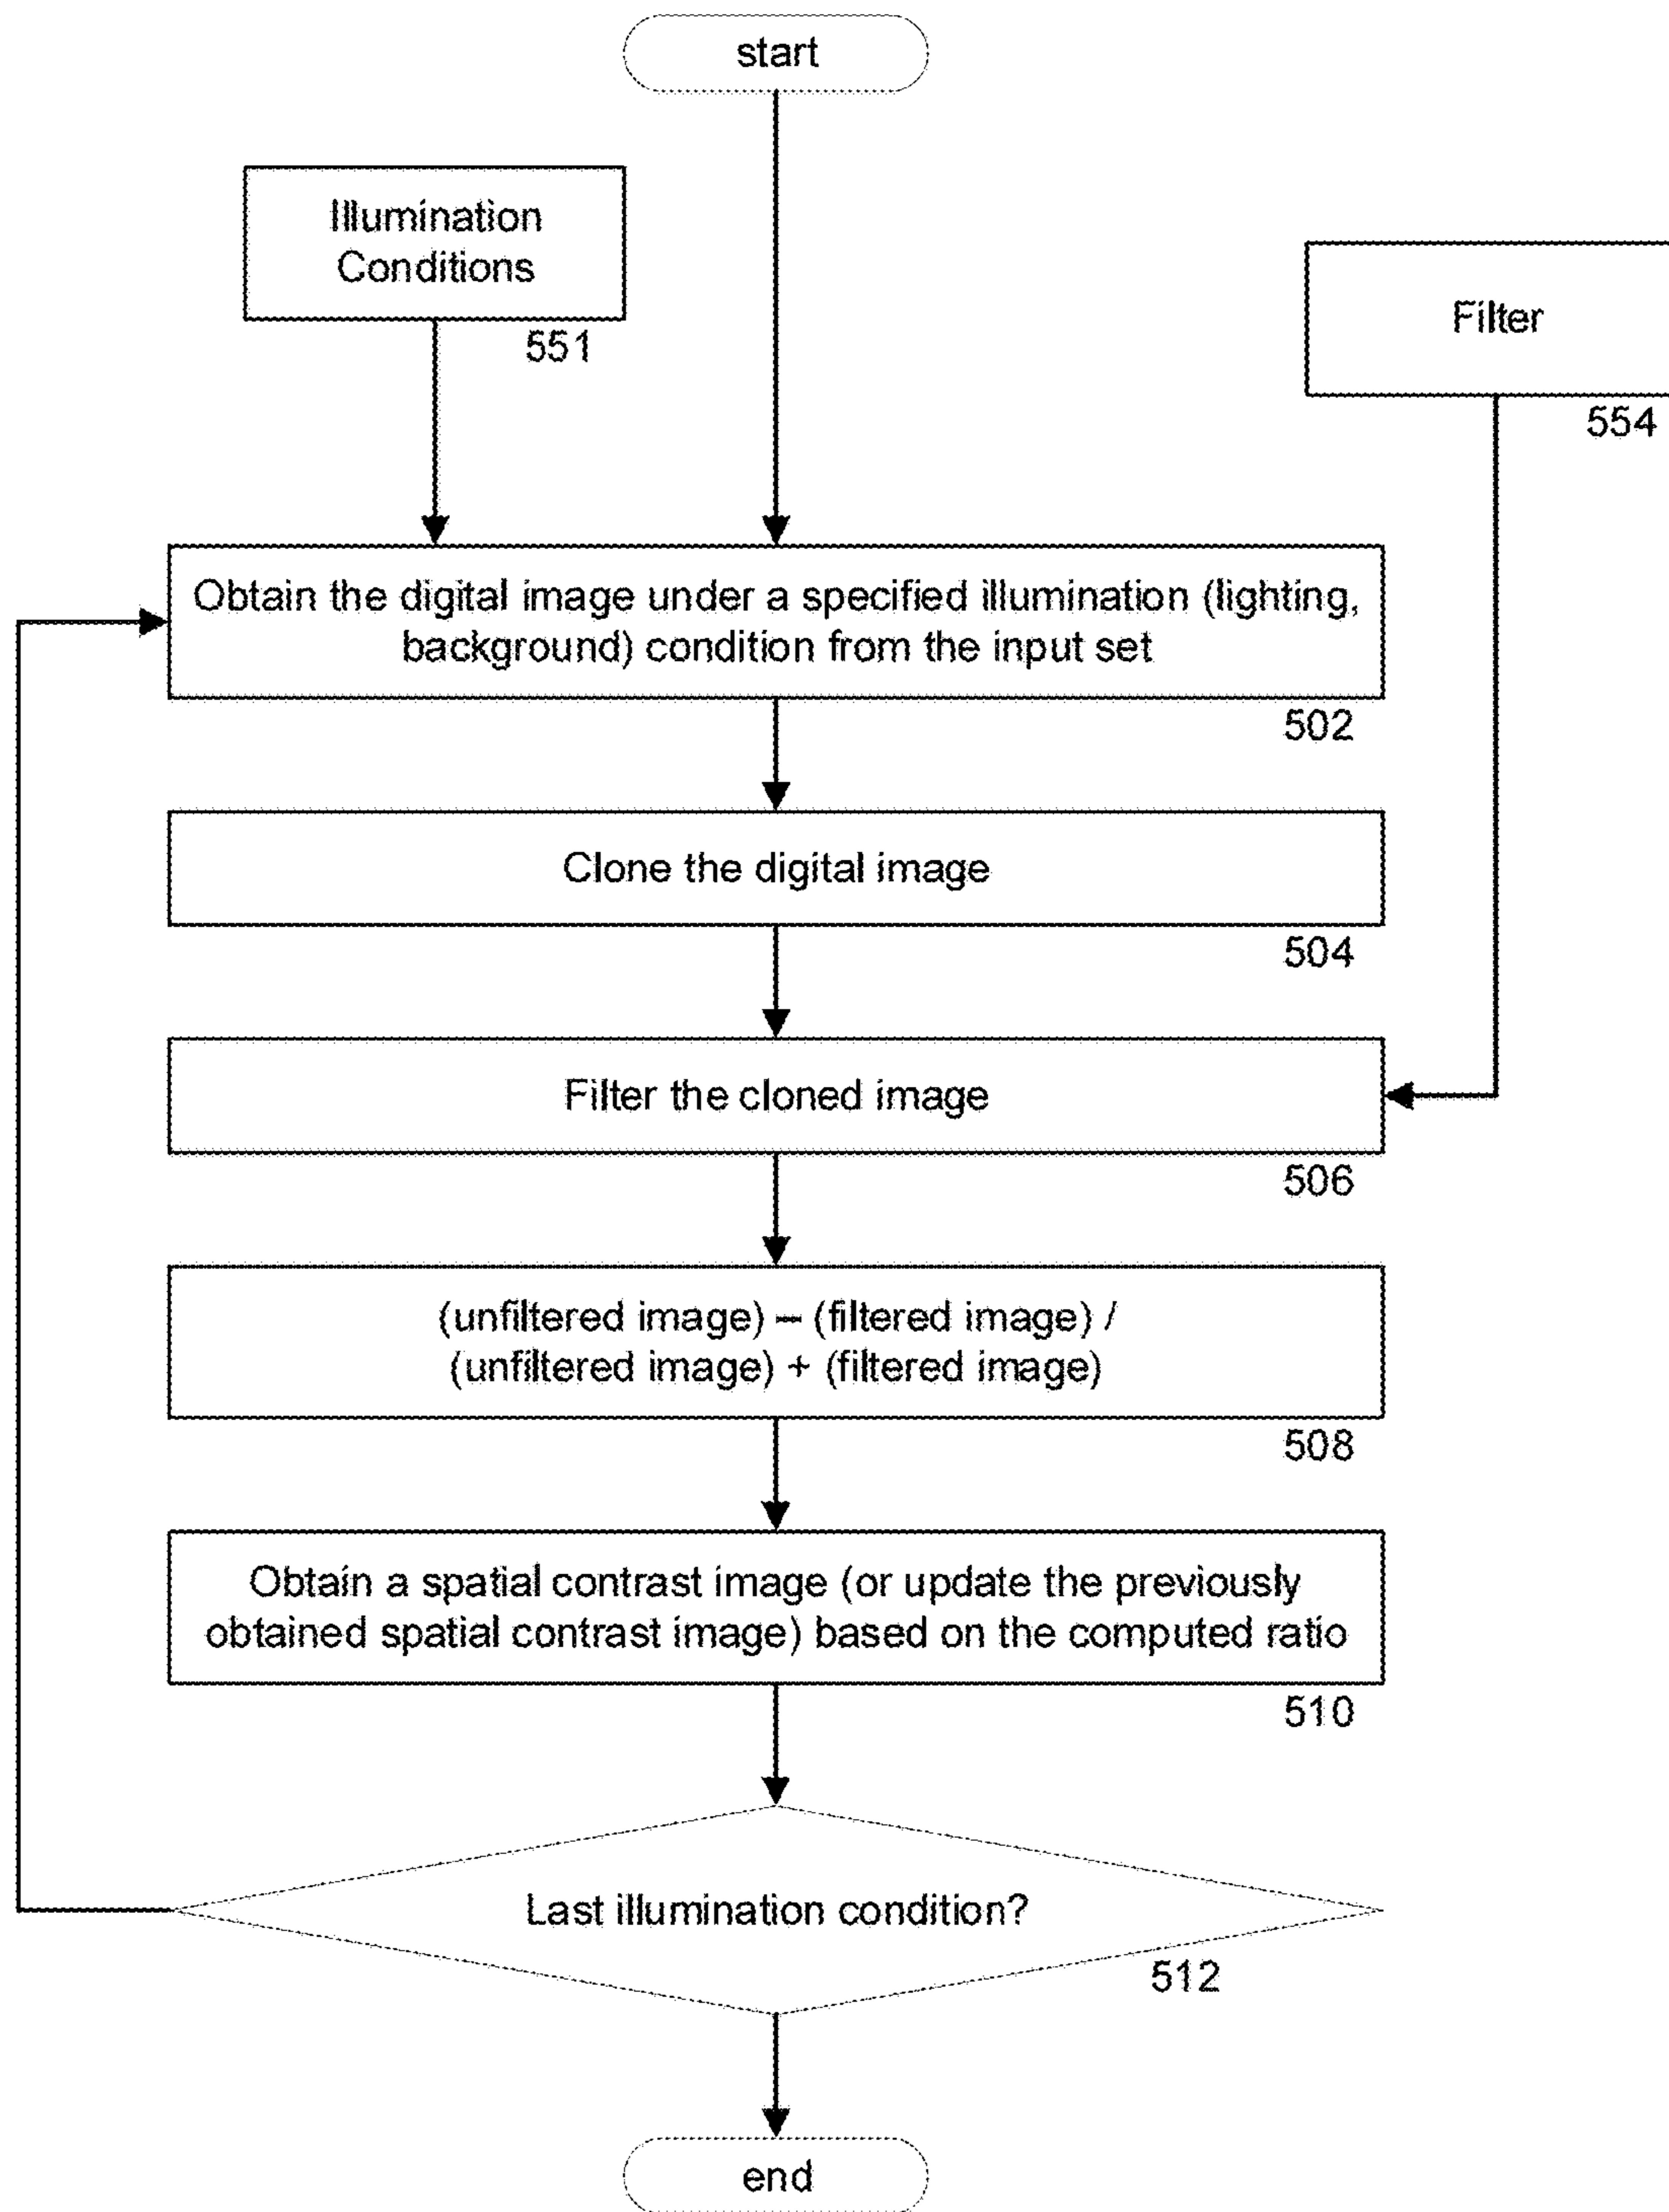 start
Illumination
Conditions
551
Filter
554
Obtain the digital image under a specified illumination (lighting,
background) condition from the input set
502
Clone the digital image
504
Filter the cloned image
506
(unfiltered image) – (filtered image) /
(unfiltered image) + (filtered image)
508
Obtain a spatial contrast image (or update the previously
obtained spatial contrast image) based on the computed ratio
510
Last illumination condition?
512
end